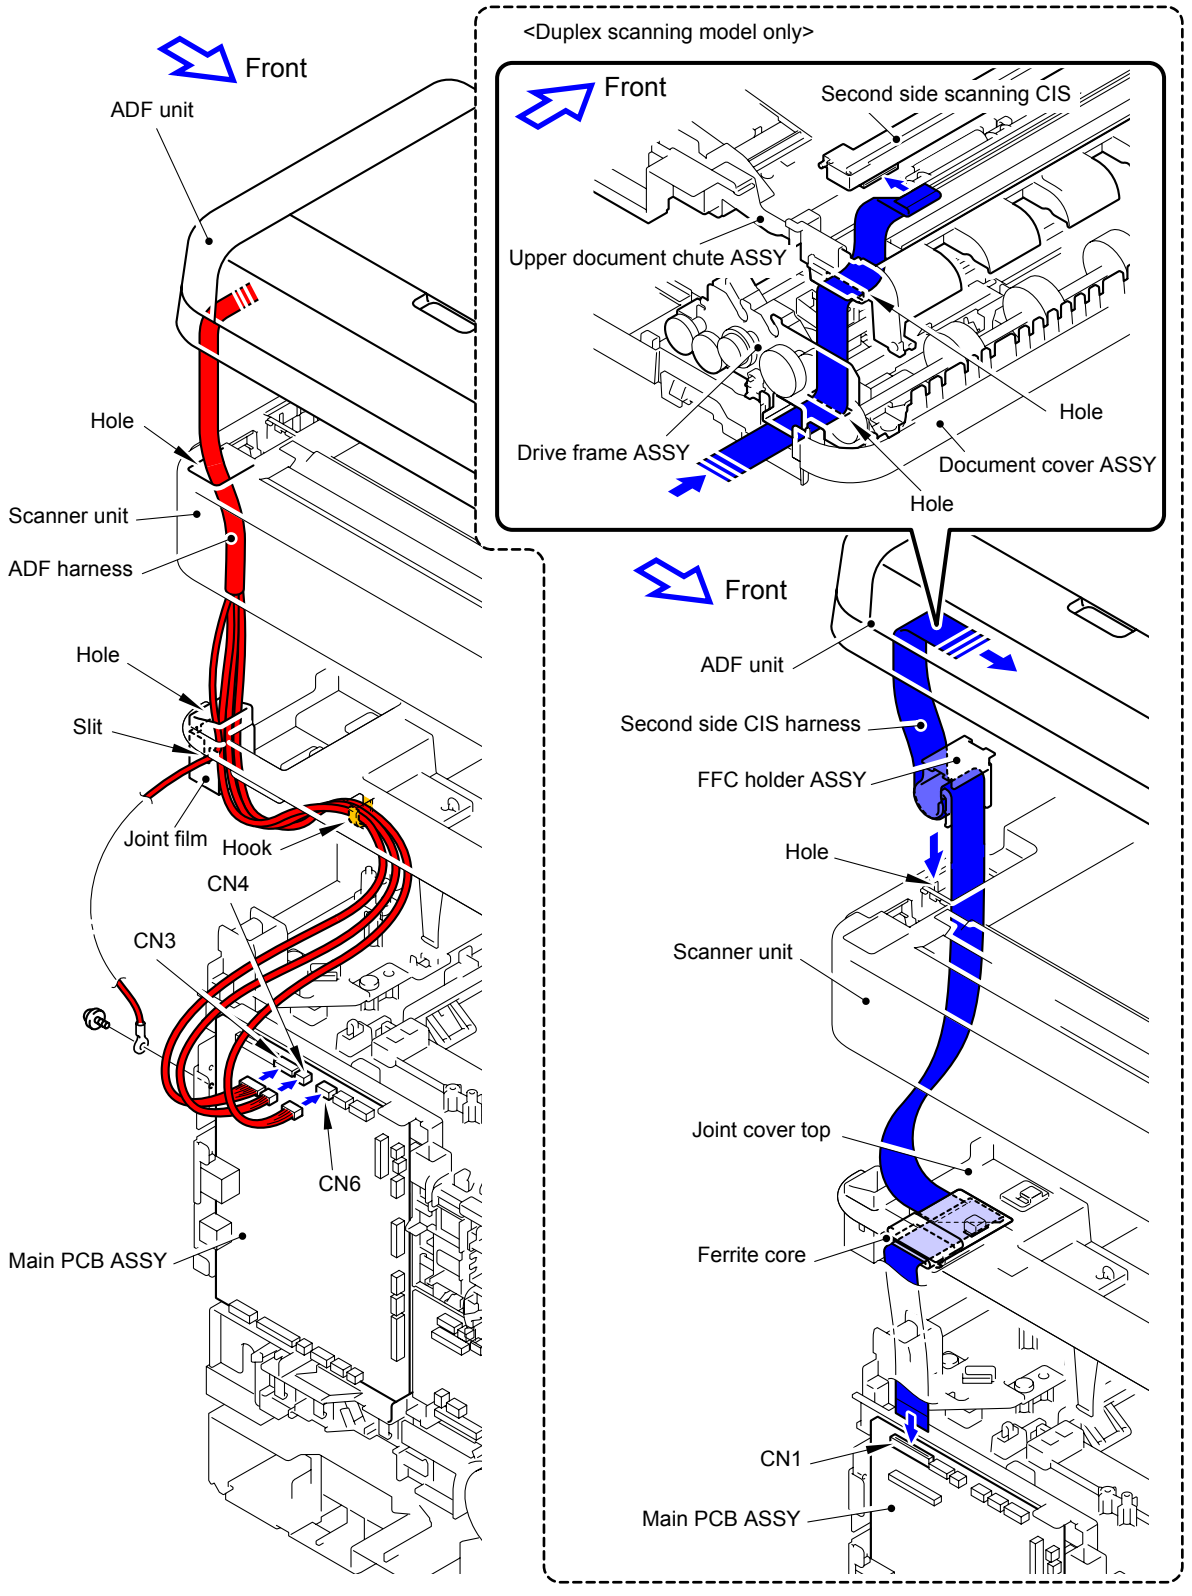 Front
ADF unit
Hole
Scanner unit
ADF harness
Hole
Slit
Joint film
Hook
CN4
CN3
CN6
Main PCB ASSY
<Duplex scanning model only>
Front
Second side scanning CIS
Upper document chute ASSY
Hole
Drive frame ASSY
Document cover ASSY
Hole
Front
ADF unit
Second side CIS harness
FFC holder ASSY
Hole
Scanner unit
Joint cover top
Ferrite core
CN1
Main PCB ASSY